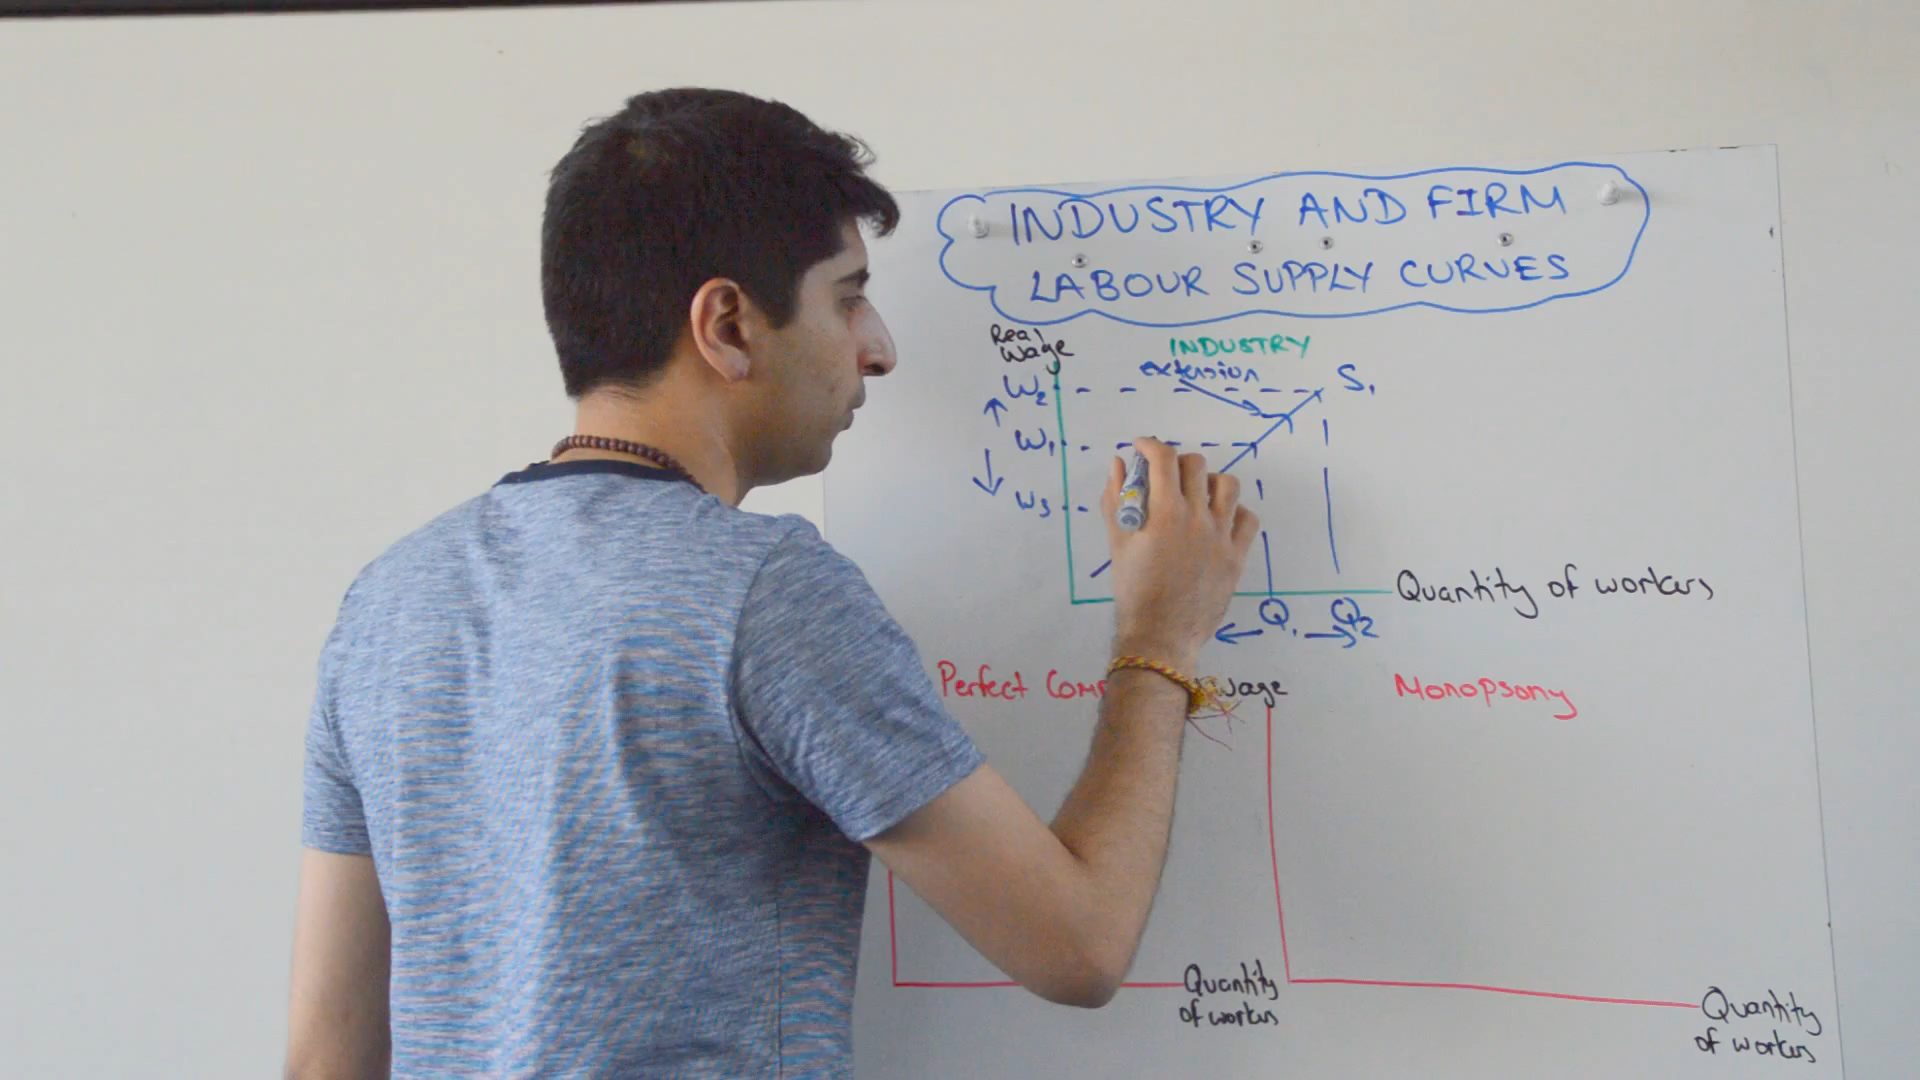 INDUSTRY AND FIRM
LABOUR SUPPLY CURVES
Real
Wage
INDUSTRY
extension
W2
S1
W1
W3
Quantity of workers
Q1
Q2
Perfect Comp
Wage
Monopsony
Quantity
of workers
Quantity
of workers